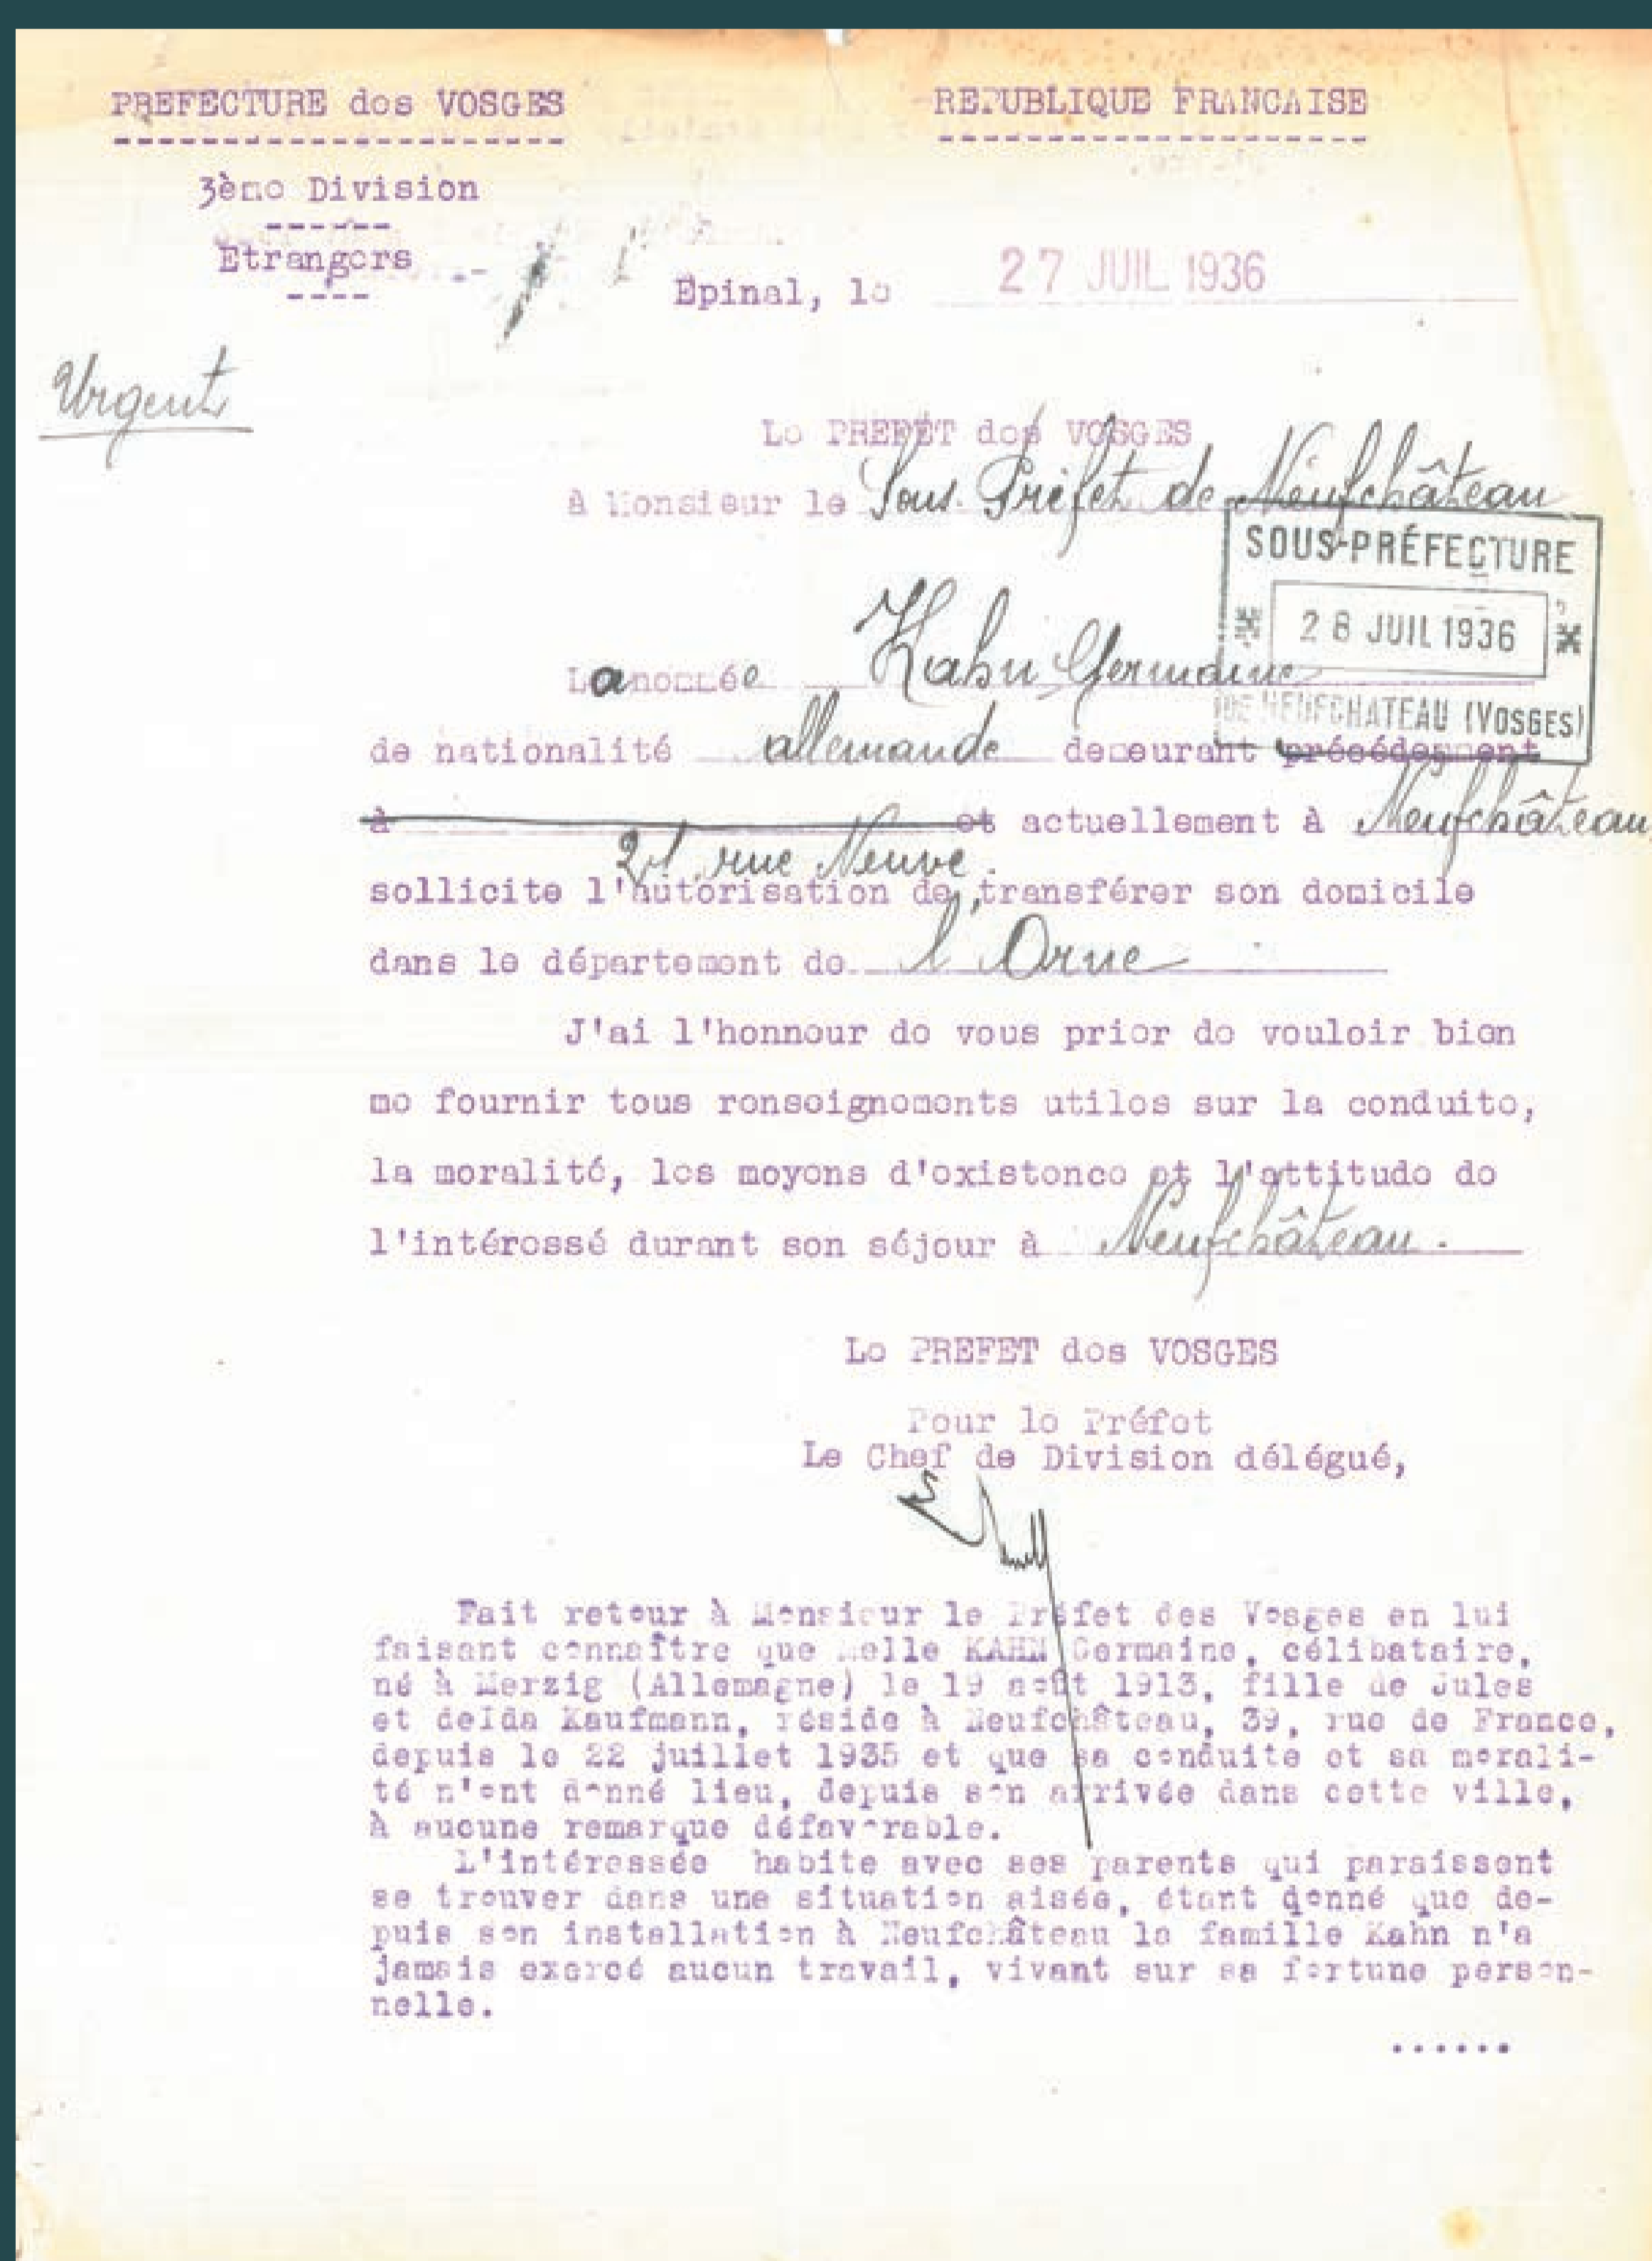 PREFECTURE des VOSGES
REPUBLIQUE FRANCAISE
3ème Division
Etrangers
Epinal, le 27 JUIL 1936
Urgent
Le PREFET des VOSGES
à Monsieur le Sous-Préfet de Neufchâteau
SOUS-PRÉFECTURE
28 JUIL 1936
DE NEUFCHATEAU (VOSGES)
La nommée Kahn Germaine
de nationalité allemande demeurant précédemment
à et actuellement à Neufchâteau
21 rue Neuve.
sollicite l'autorisation de transférer son domicile
dans le département de l'Orne
J'ai l'honneur de vous prier de vouloir bien
me fournir tous renseignements utiles sur la conduite,
la moralité, les moyens d'existence et l'attitude de
l'intéressé durant son séjour à Neufchâteau.
Le PREFET des VOSGES
Pour le Préfet
Le Chef de Division délégué,
Fait retour à Monsieur le Préfet des Vosges en lui
faisant connaître que Melle KAHN Germaine, célibataire,
né à Merzig (Allemagne) le 19 août 1913, fille de Jules
et deIda Kaufmann, réside à Neufchâteau, 39, rue de France,
depuis le 22 juillet 1935 et que sa conduite et sa morali-
té n'ont donné lieu, depuis son arrivée dans cette ville,
à aucune remarque défavorable.
L'intéressée habite avec ses parents qui paraissent
se trouver dans une situation aisée, étant donné que de-
puis son installation à Neufchâteau la famille Kahn n'a
jamais exercé aucun travail, vivant sur sa fortune person-
nelle.
......